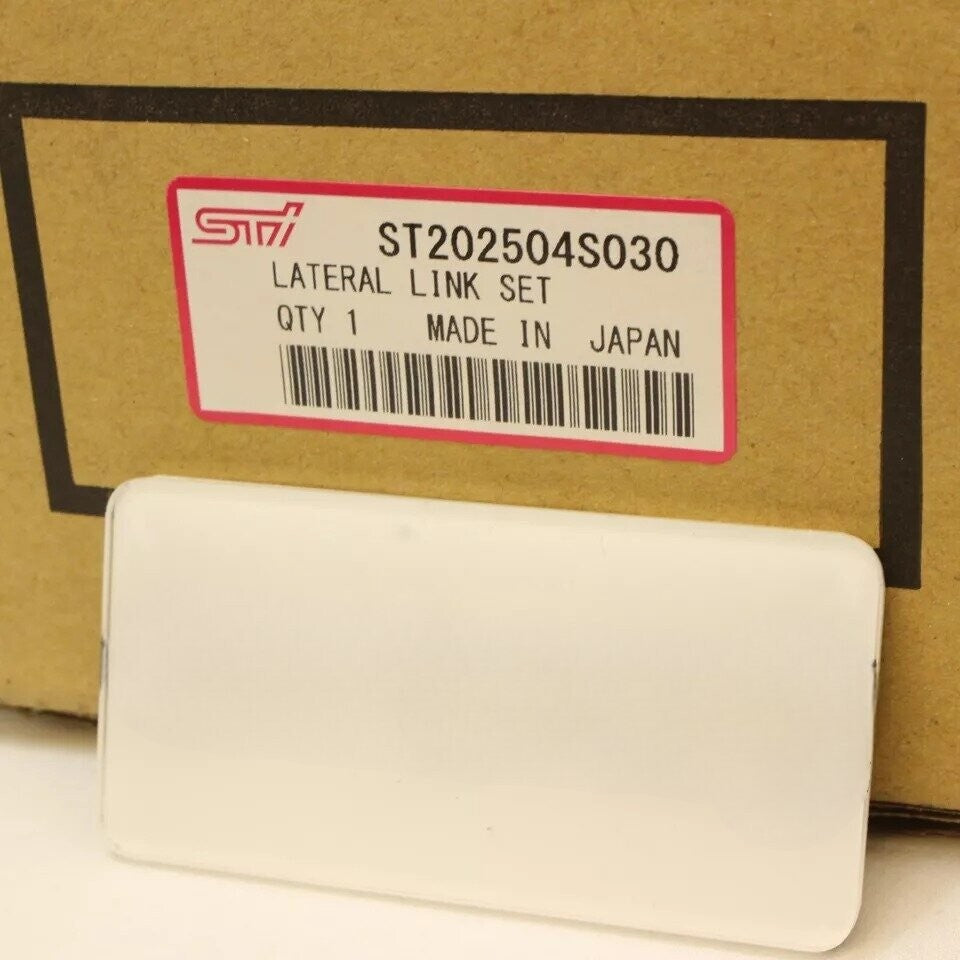 STI ST202504S030
LATERAL LINK SET
QTY 1 MADE IN JAPAN